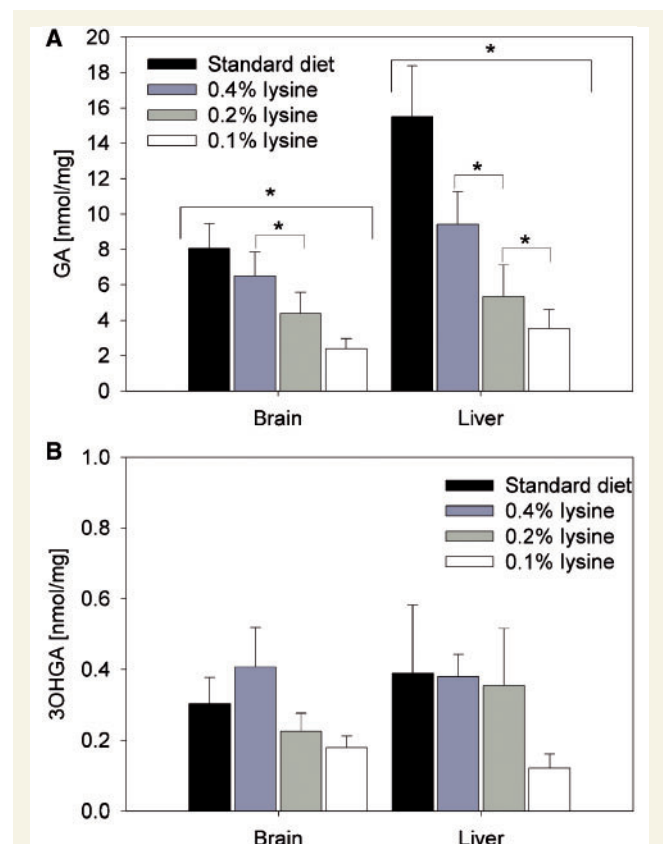 A
20
18
16
14
12
10
8
6
4
2
0
GA [nmol/mg]
Standard diet
0.4% lysine
0.2% lysine
0.1% lysine
*
*
*
*
*
Brain Liver
B
1.0
0.8
0.6
0.4
0.2
0.0
3OHGA [nmol/mg]
Standard diet
0.4% lysine
0.2% lysine
0.1% lysine
Brain Liver